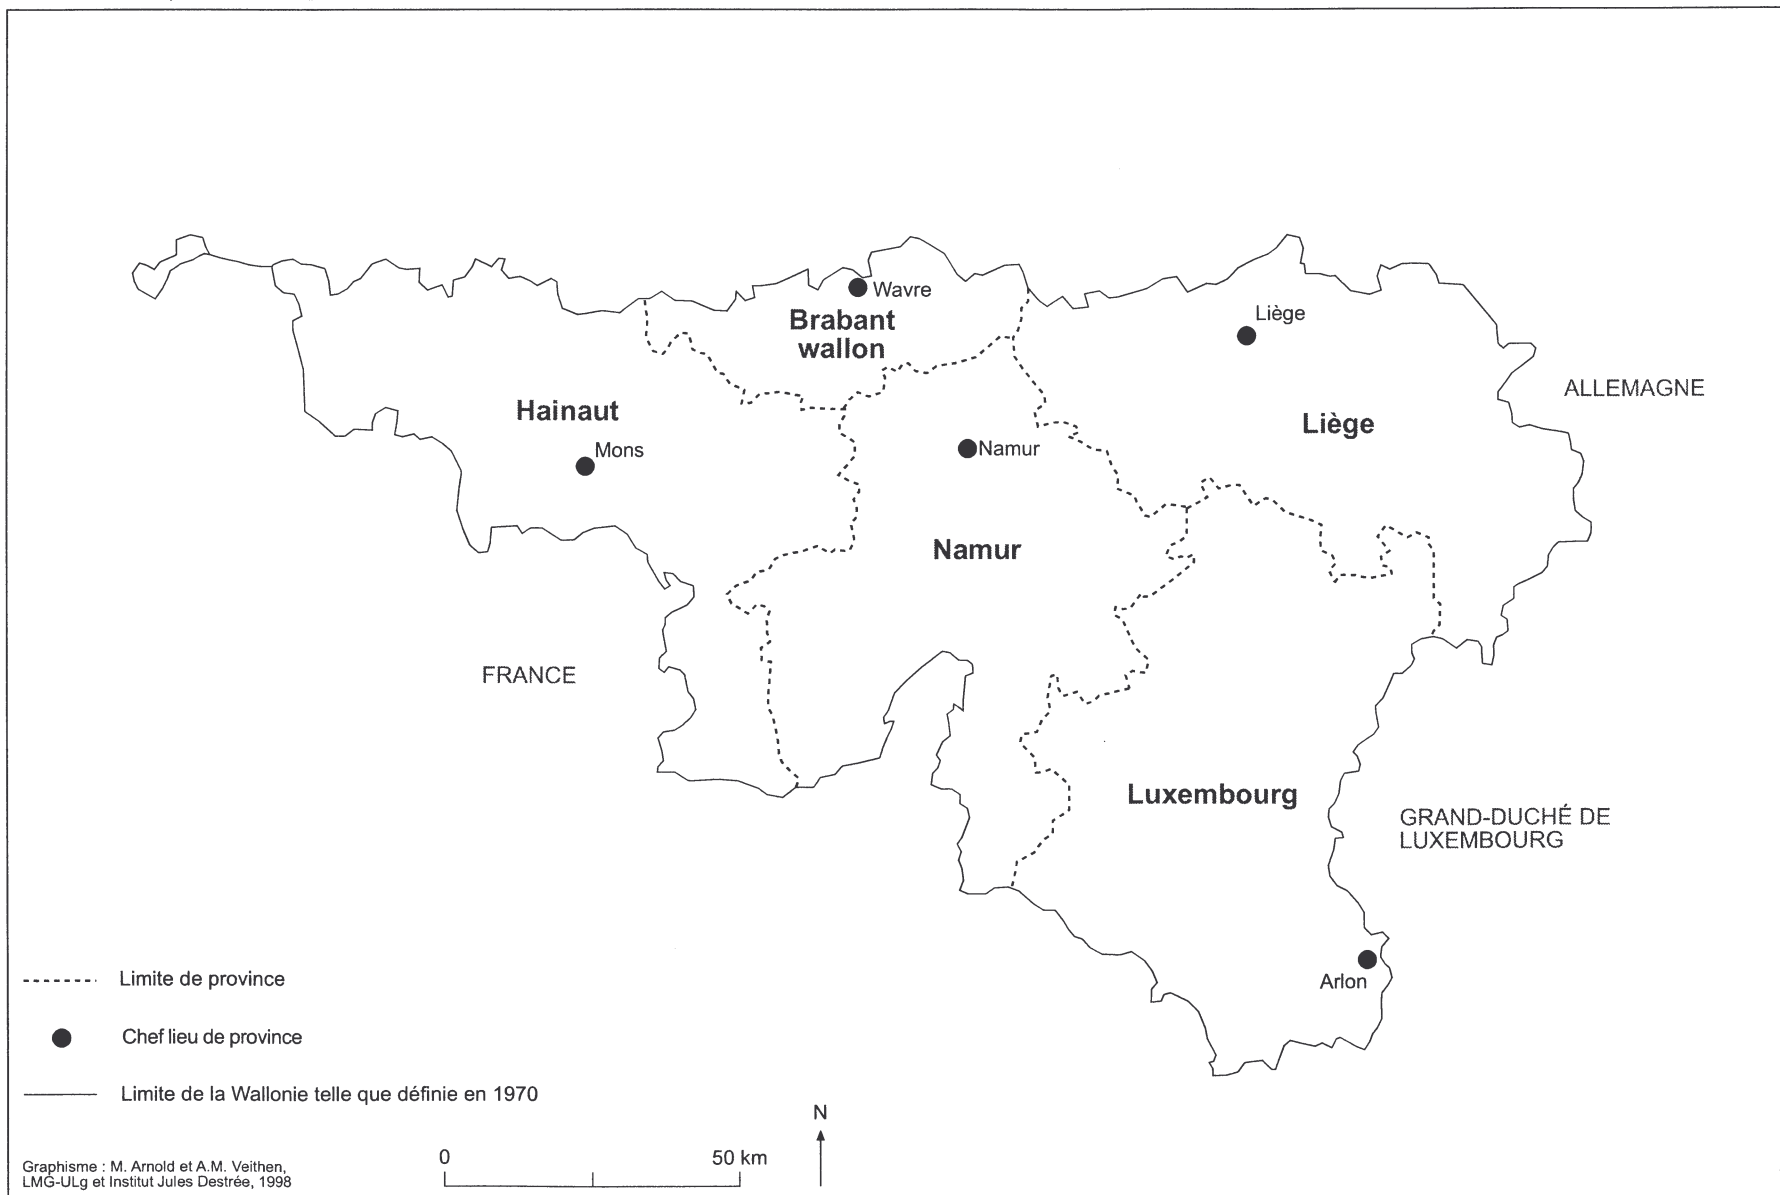 Wavre
Brabant
wallon
Liège
ALLEMAGNE
Hainaut
Liège
Mons
Namur
Namur
FRANCE
Luxembourg
GRAND-DUCHÉ DE
LUXEMBOURG
Arlon
Limite de province
Chef lieu de province
Limite de la Wallonie telle que définie en 1970
N
0
50 km
Graphisme : M. Arnold et A.M. Veithen,
LMG-ULg et Institut Jules Destrée, 1998